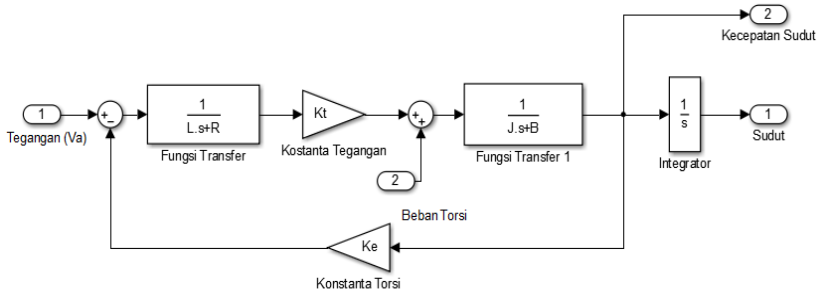 2
Kecepatan Sudut
1
Tegangan (Va)
+
−
1
L.s+R
Fungsi Transfer
Kt
Kostanta Tegangan
+
+
2
Beban Torsi
1
J.s+B
Fungsi Transfer 1
1
s
Integrator
1
Sudut
Ke
Konstanta Torsi